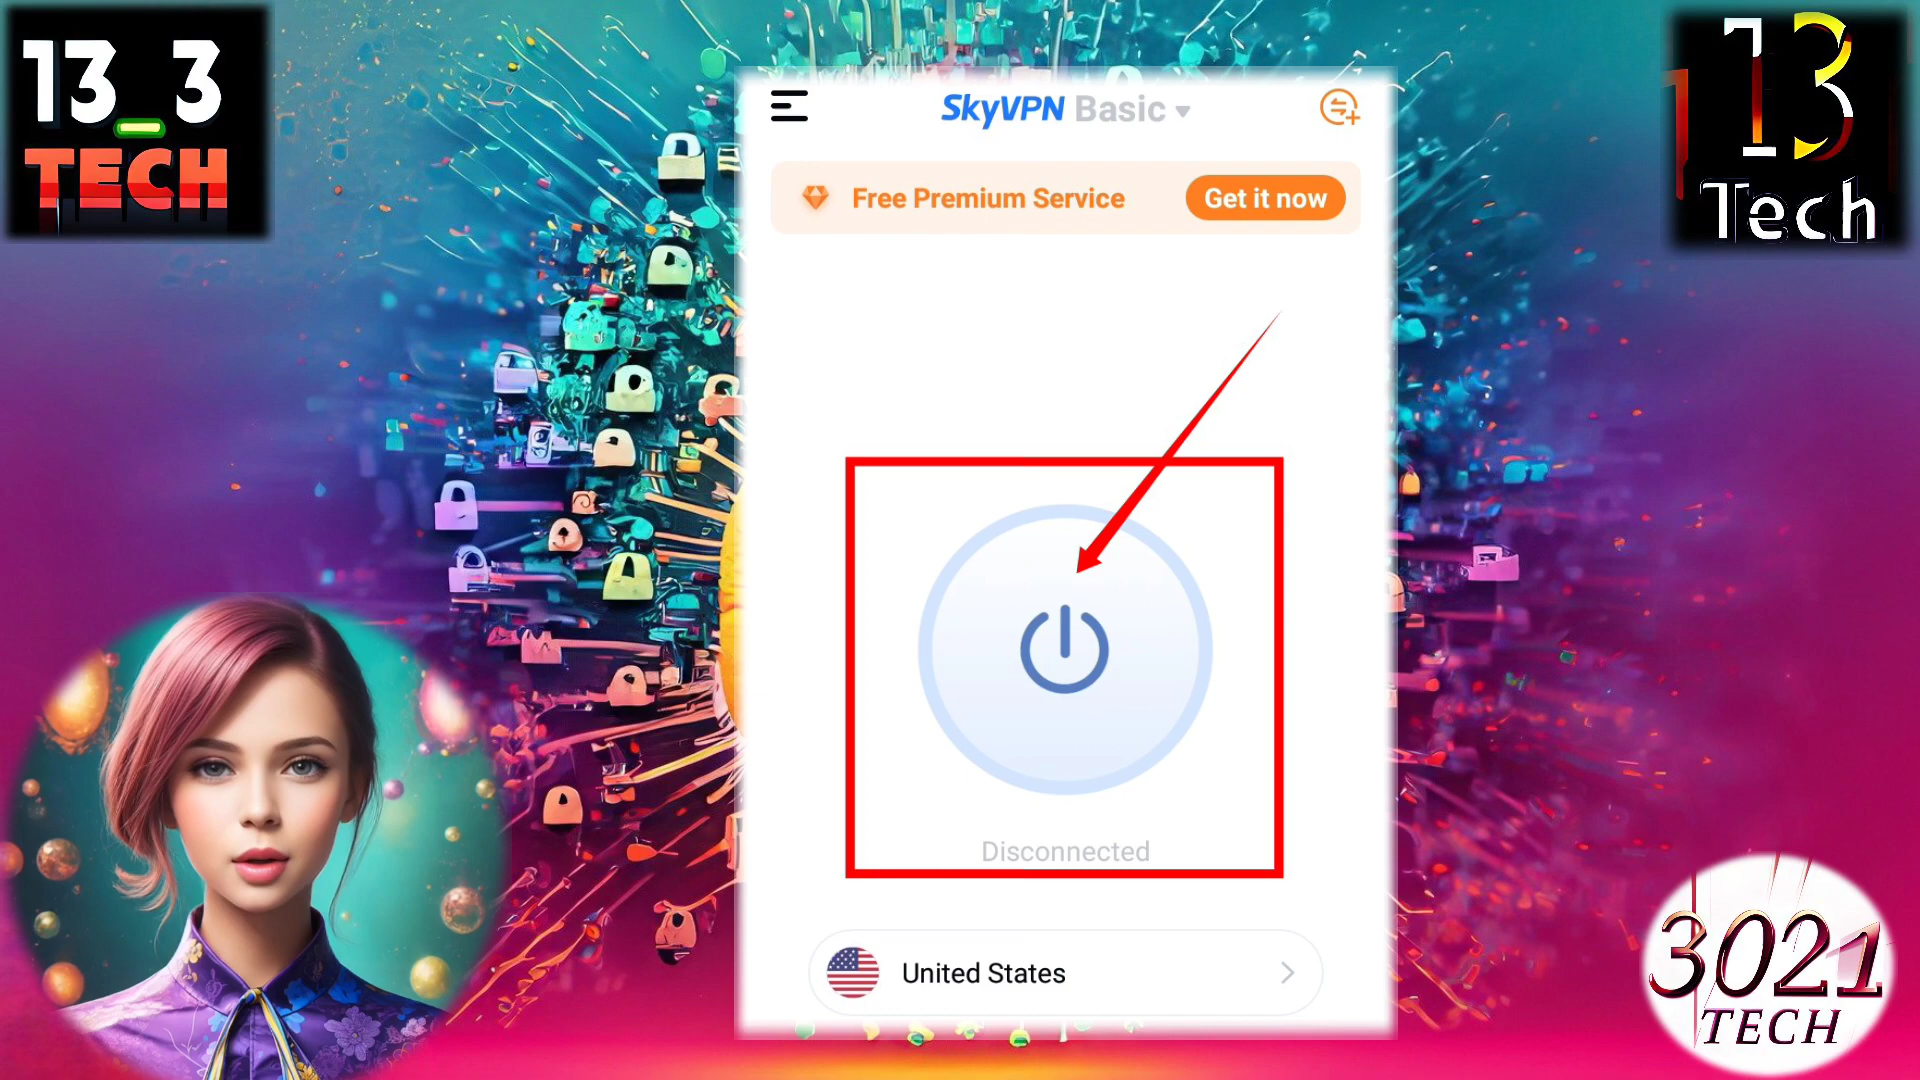 13_3
TECH
13
Tech
SkyVPN Basic
Free Premium Service
Get it now
Disconnected
United States
3021
TECH